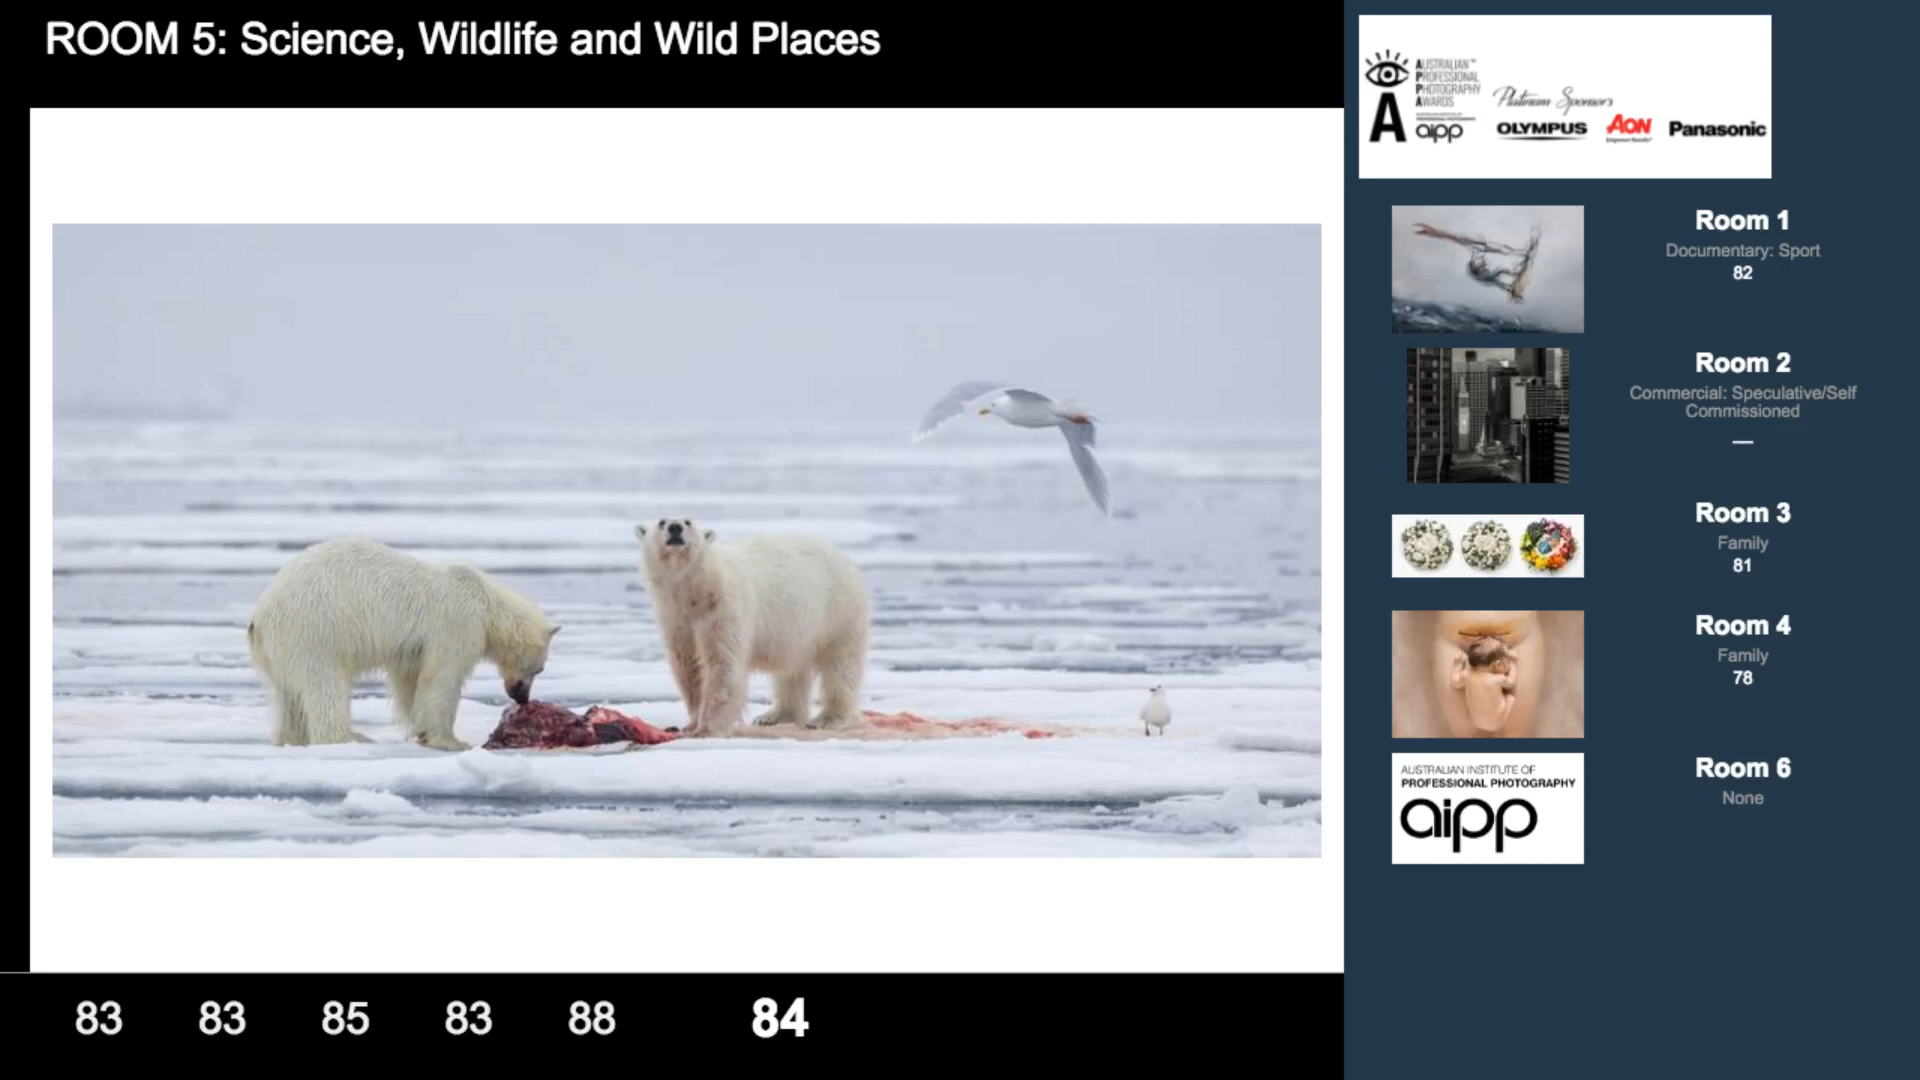 ROOM 5: Science, Wildlife and Wild Places
AUSTRALIAN™
PROFESSIONAL
PHOTOGRAPHY
AWARDS
A
aipp
Platinum Sponsors
OLYMPUS
AON
Panasonic
Room 1
Documentary: Sport
82
Room 2
Commercial: Speculative/Self
Commissioned
—
Room 3
Family
81
Room 4
Family
78
AUSTRALIAN INSTITUTE OF
PROFESSIONAL PHOTOGRAPHY
aipp
Room 6
None
83 83 85 83 88 84